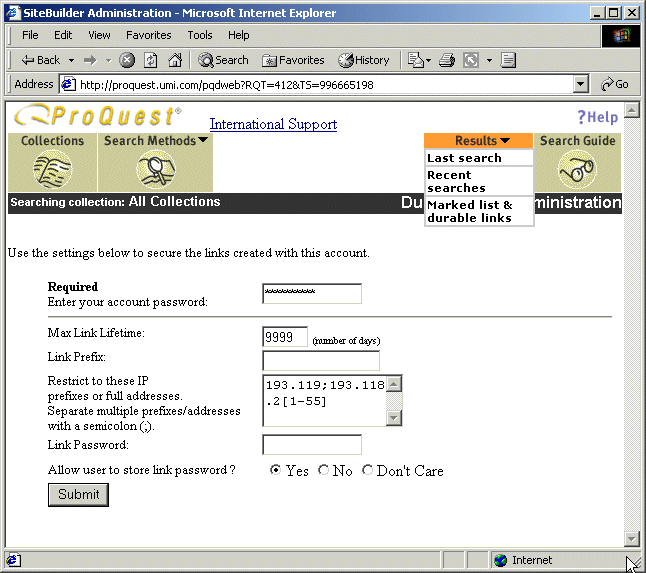 SiteBuilder Administration - Microsoft Internet Explorer
File Edit View Favorites Tools Help
Back Search Favorites History
Address http://proquest.umi.com/pqdweb?RQT=412&TS=996665198 Go
ProQuest® International Support ?Help
Collections Search Methods Results Search Guide
Last search
Recent
searches
Marked list &
durable links
Searching collection: All Collections Du ministration
Use the settings below to secure the links created with this account.
Required
Enter your account password: **********
Max Link Lifetime: 9999 (number of days)
Link Prefix:
Restrict to these IP
prefixes or full addresses.
Separate multiple prefixes/addresses
with a semicolon (;).
193.119;193.118
.2[1-55]
Link Password:
Allow user to store link password ? Yes No Don't Care
Submit
Internet